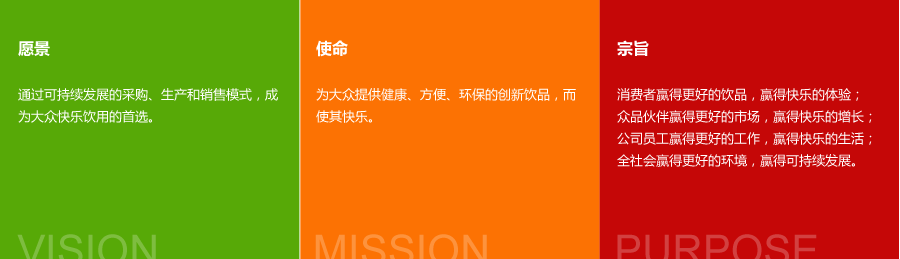 愿景
通过可持续发展的采购、生产和销售模式，成
为大众快乐饮用的首选。
VISION
使命
为大众提供健康、方便、环保的创新饮品，而
使其快乐。
MISSION
宗旨
消费者赢得更好的饮品，赢得快乐的体验；
众品伙伴赢得更好的市场，赢得快乐的增长；
公司员工赢得更好的工作，赢得快乐的生活；
全社会赢得更好的环境，赢得可持续发展。
PURPOSE